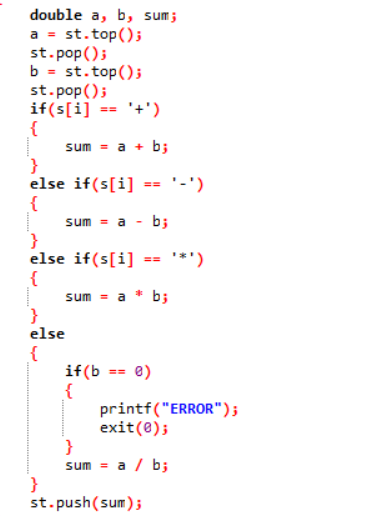 double a, b, sum;
a = st.top();
st.pop();
b = st.top();
st.pop();
if(s[i] == '+')
{
    sum = a + b;
}
else if(s[i] == '-')
{
    sum = a - b;
}
else if(s[i] == '*')
{
    sum = a * b;
}
else
{
    if(b == 0)
    {
        printf("ERROR");
        exit(0);
    }
    sum = a / b;
}
st.push(sum);